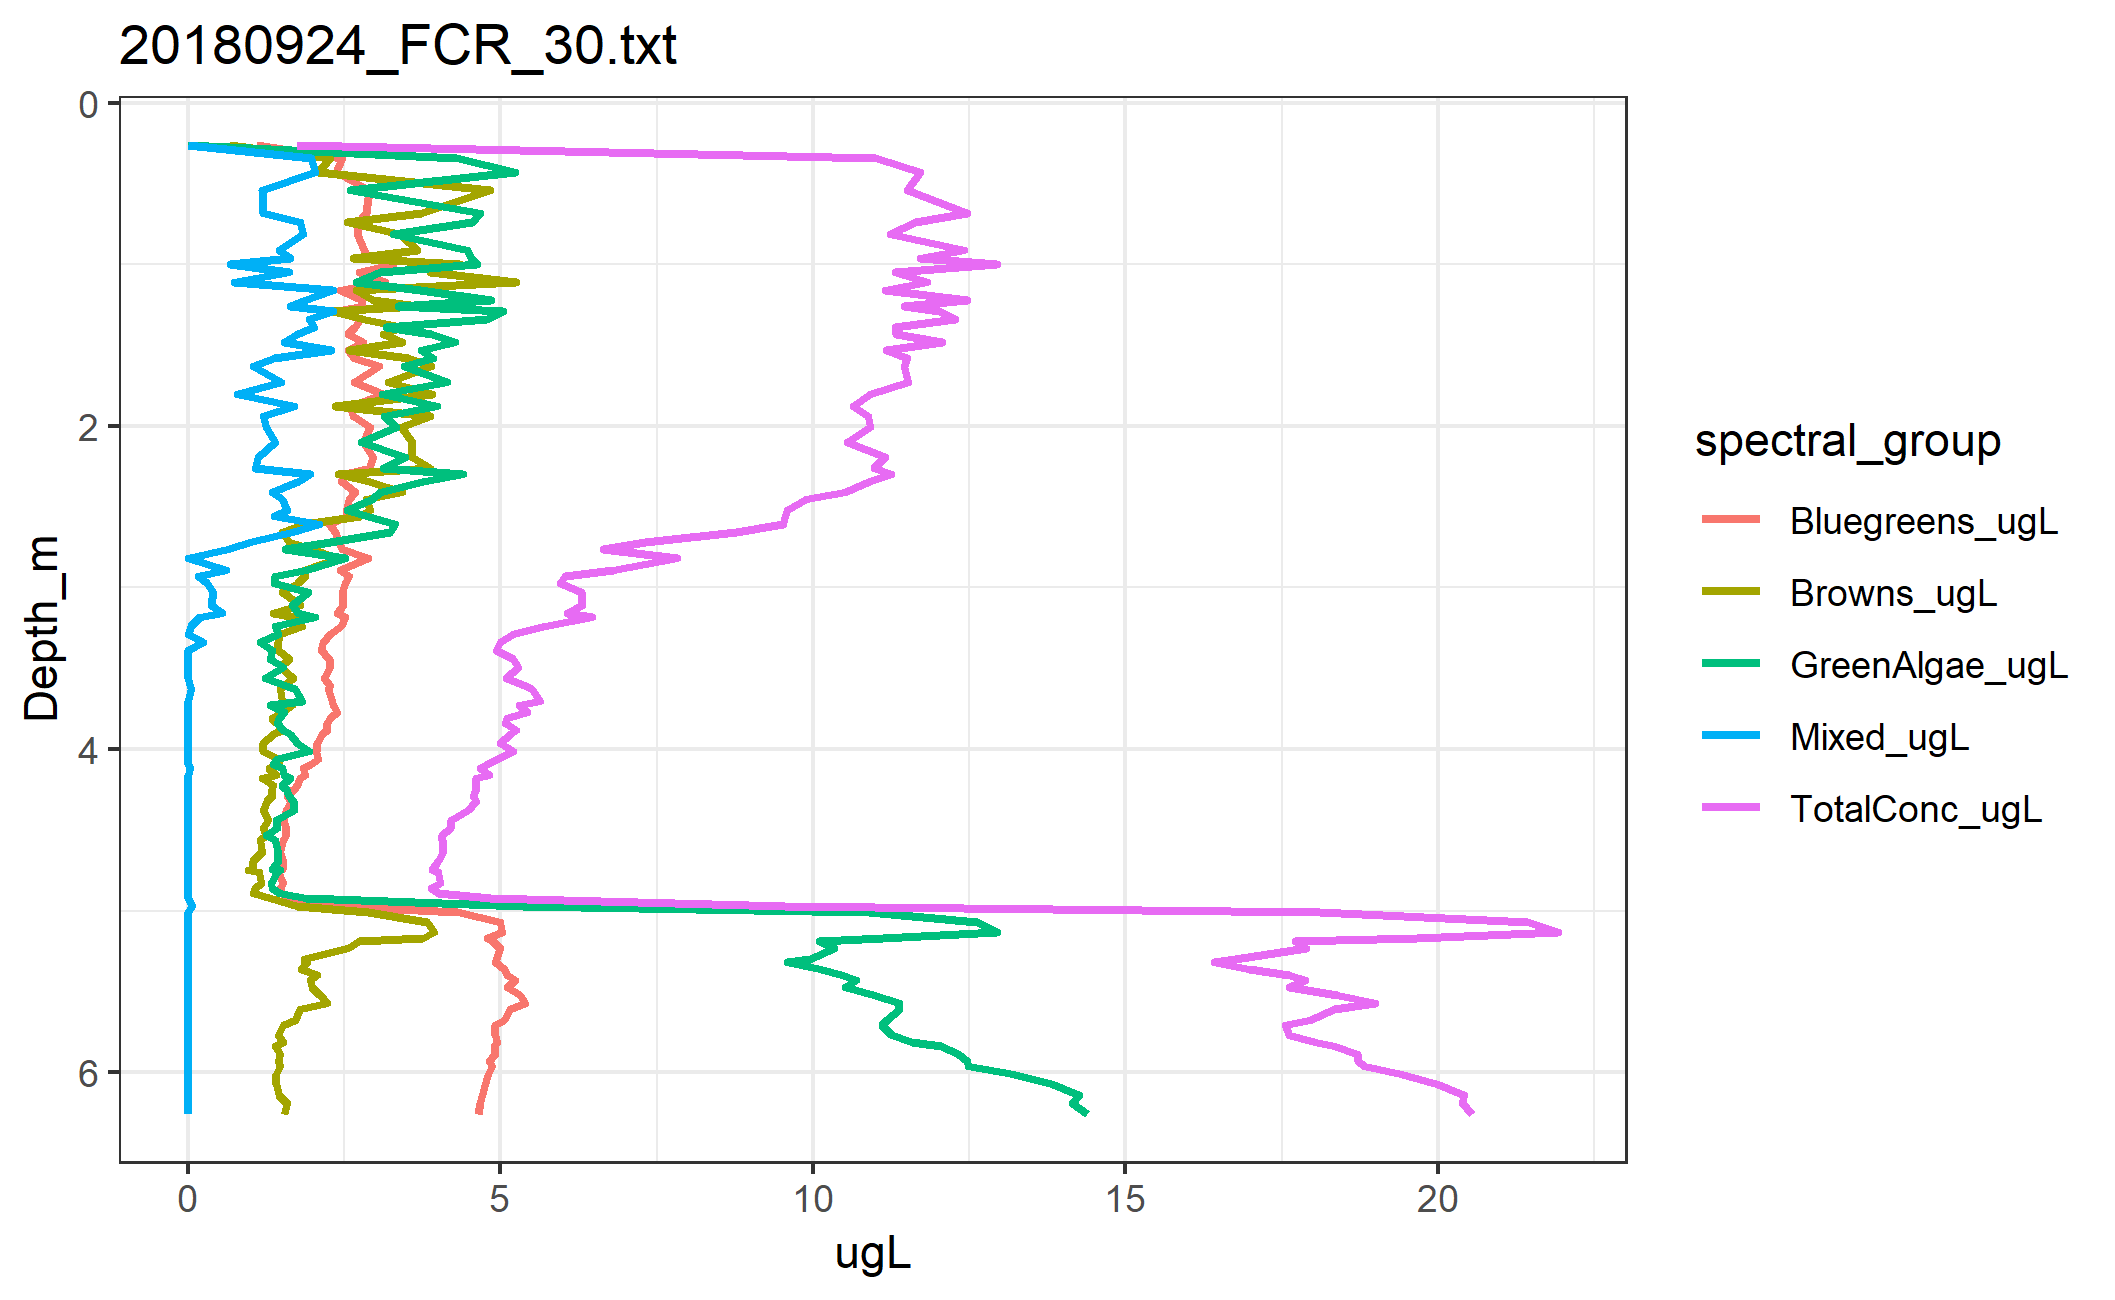 20180924_FCR_30.txt
0
2
4
6
Depth_m
0
5
10
15
20
ugL
spectral_group
Bluegreens_ugL
Browns_ugL
GreenAlgae_ugL
Mixed_ugL
TotalConc_ugL